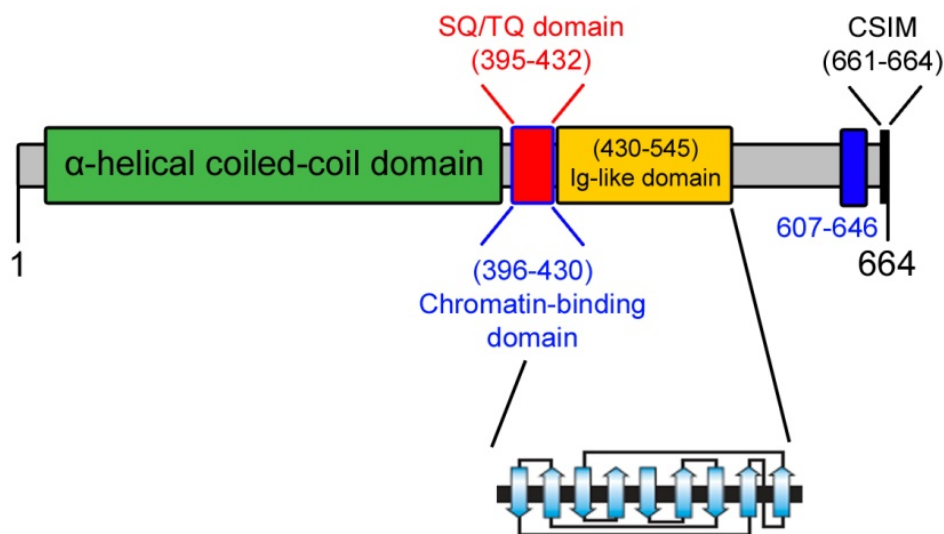 SQ/TQ domain
(395-432)
CSIM
(661-664)
α-helical coiled-coil domain
(430-545)
Ig-like domain
607-646
1
664
(396-430)
Chromatin-binding
domain